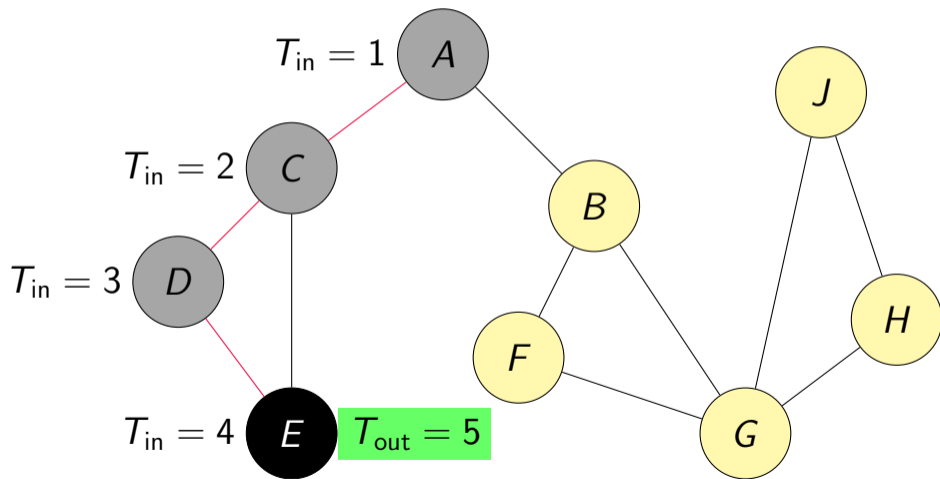 T_in = 1 A
J
T_in = 2 C
B
T_in = 3 D
H
F
T_in = 4 E T_out = 5
G